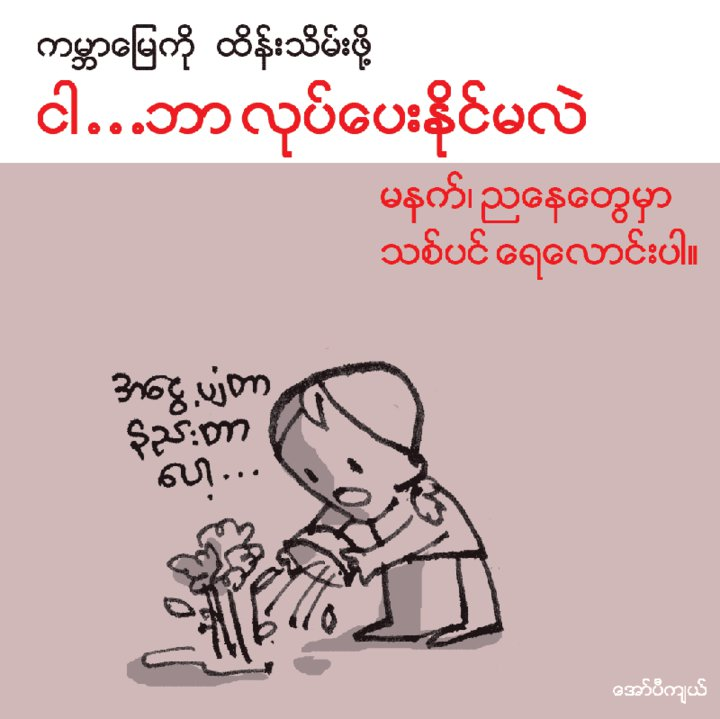 ကမ္ဘာမြေကို ထိန်းသိမ်းဖို့
ငါ...ဘာ လုပ်ပေးနိုင်မလဲ
မနက်၊ ညနေတွေမှာ
သစ်ပင် ရေလောင်းပါ။
အငွေ့ပျံတာ
နည်းတာ
ပေါ့...
အော်ပီကျယ်